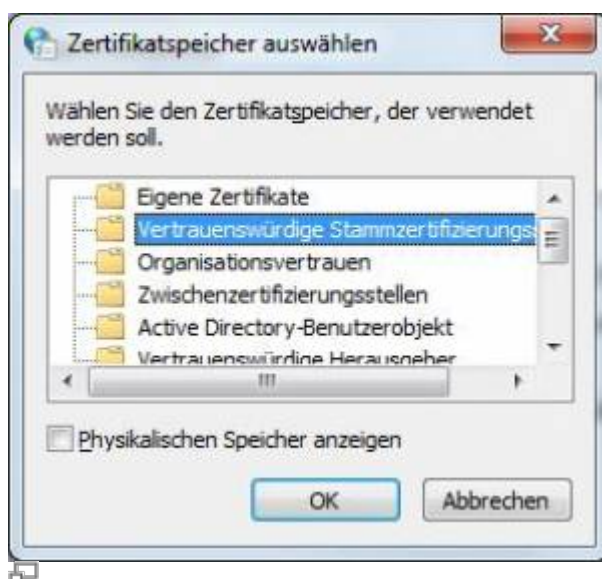 Zertifikatspeicher auswählen
Wählen Sie den Zertifikatspeicher, der verwendet
werden soll.
Eigene Zertifikate
Vertrauenswürdige Stammzertifizierungss
Organisationsvertrauen
Zwischenzertifizierungsstellen
Active Directory-Benutzerobjekt
Vertrauenswürdige Herausgeber
Physikalischen Speicher anzeigen
OK Abbrechen